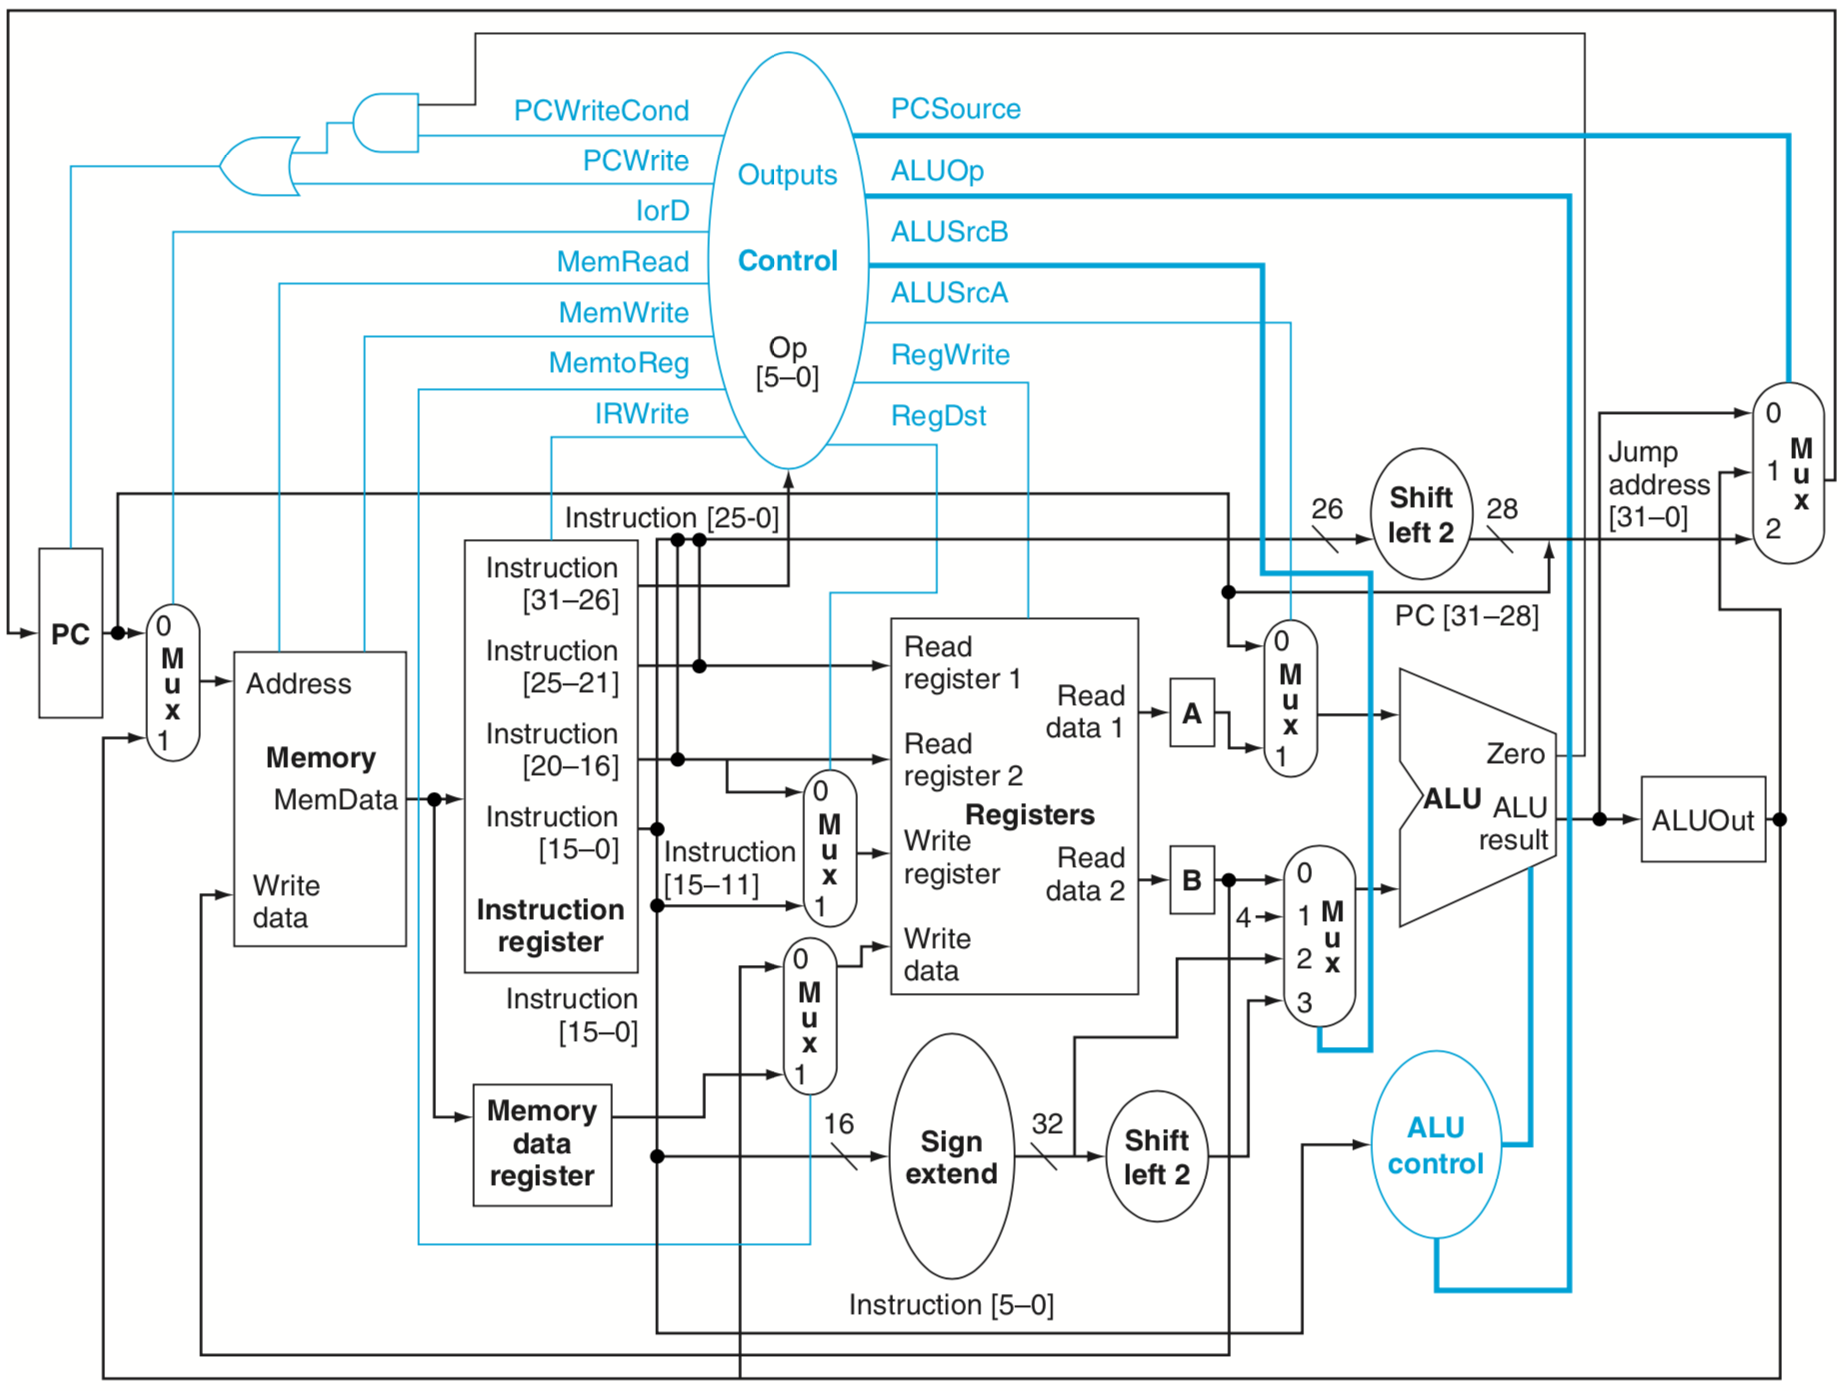 PCWriteCond
PCWrite
IorD
MemRead
MemWrite
MemtoReg
IRWrite
Outputs
Control
Op
[5–0]
PCSource
ALUOp
ALUSrcB
ALUSrcA
RegWrite
RegDst
PC
0
M
u
x
1
Address
Memory
MemData
Write
data
Instruction [25-0]
Instruction
[31–26]
Instruction
[25–21]
Instruction
[20–16]
Instruction
[15–0]
Instruction
register
Instruction
[15–0]
Memory
data
register
Instruction
[15–11]
0
M
u
x
1
0
M
u
x
1
Read
register 1
Read
register 2
Registers
Write
register
Write
data
Read
data 1
Read
data 2
A
B
16
Sign
extend
32
Shift
left 2
Instruction [5–0]
0
M
u
x
1
4
0
1
2
3
M
u
x
26
Shift
left 2
28
PC [31–28]
Jump
address
[31–0]
0
1
2
M
u
x
Zero
ALU
ALU
result
ALUOut
ALU
control